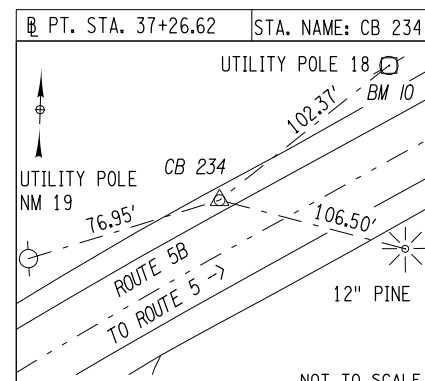 BL PT. STA. 37+26.62
STA. NAME: CB 234
UTILITY POLE 18
BM 10
102.37'
CB 234
UTILITY POLE
NM 19
76.95'
106.50'
ROUTE 5B
TO ROUTE 5 ->
12" PINE
NOT TO SCALE